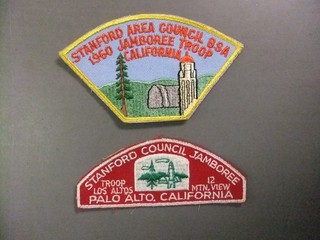 STANFORD AREA COUNCIL BSA
1960 JAMBOREE TROOP
CALIFORNIA
STANFORD COUNCIL JAMBOREE
TROOP 12
LOS ALTOS MTN. VIEW
PALO ALTO, CALIFORNIA